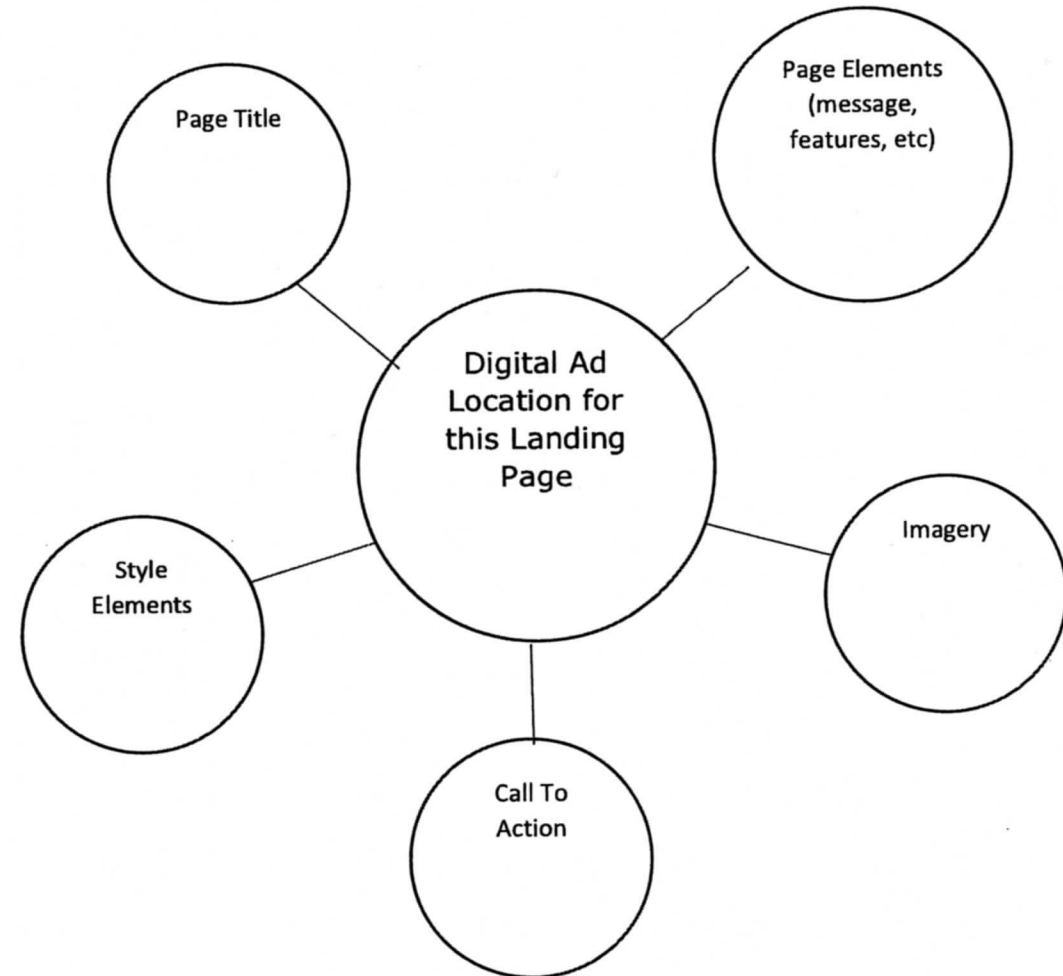 Page Title
Page Elements
(message,
features, etc)
Digital Ad
Location for
this Landing
Page
Style
Elements
Imagery
Call To
Action